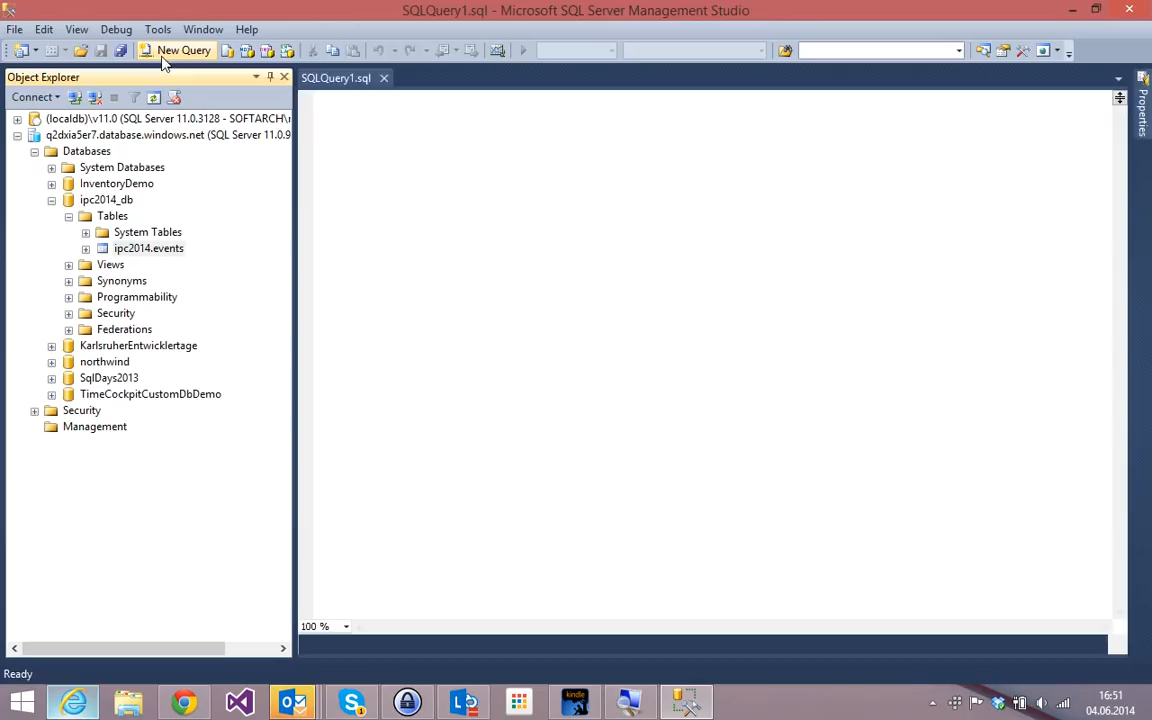 SQLQuery1.sql - Microsoft SQL Server Management Studio
File Edit View Debug Tools Window Help
New Query
Object Explorer
SQLQuery1.sql
Connect
(localdb)\v11.0 (SQL Server 11.0.3128 - SOFTARCH\r
q2dxia5er7.database.windows.net (SQL Server 11.0.9
Databases
System Databases
InventoryDemo
ipc2014_db
Tables
System Tables
ipc2014.events
Views
Synonyms
Programmability
Security
Federations
KarlsruherEntwicklertage
northwind
SqlDays2013
TimeCockpitCustomDbDemo
Security
Management
Properties
100 %
Ready
kindle
16:51
04.06.2014